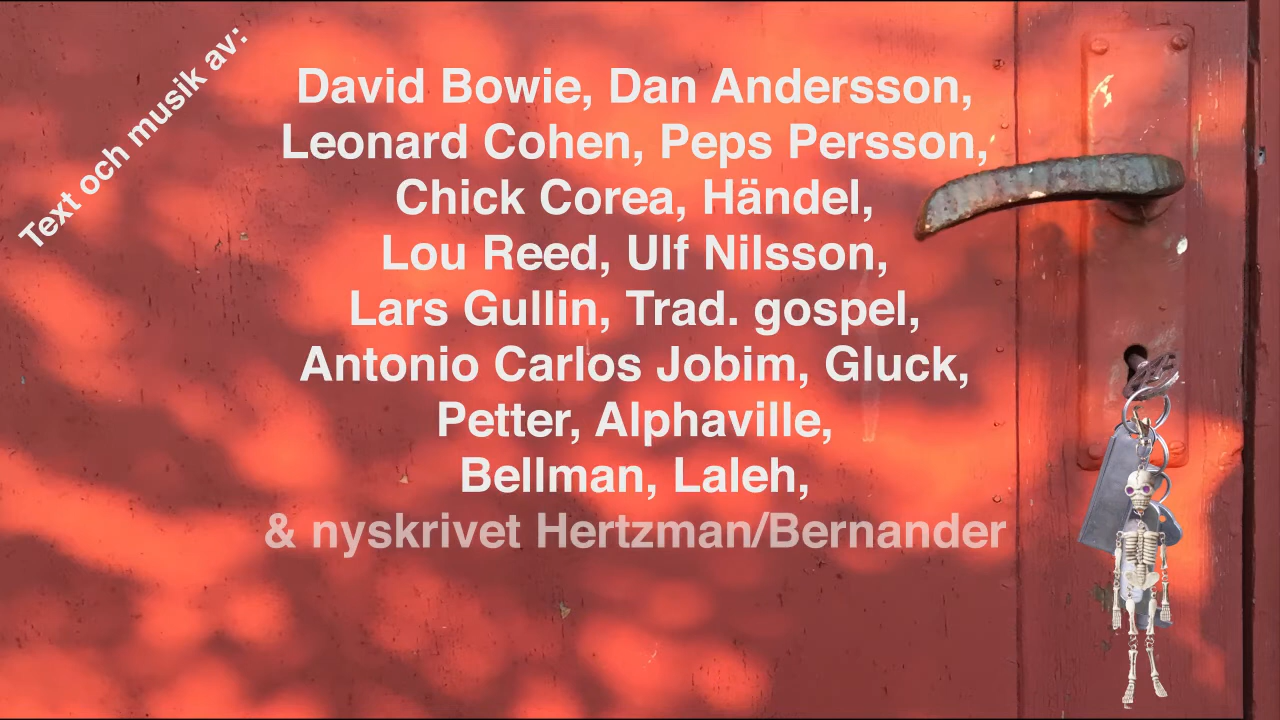 Text och musik av:
David Bowie, Dan Andersson,
Leonard Cohen, Peps Persson,
Chick Corea, Händel,
Lou Reed, Ulf Nilsson,
Lars Gullin, Trad. gospel,
Antonio Carlos Jobim, Gluck,
Petter, Alphaville,
Bellman, Laleh,
& nyskrivet Hertzman/Bernander